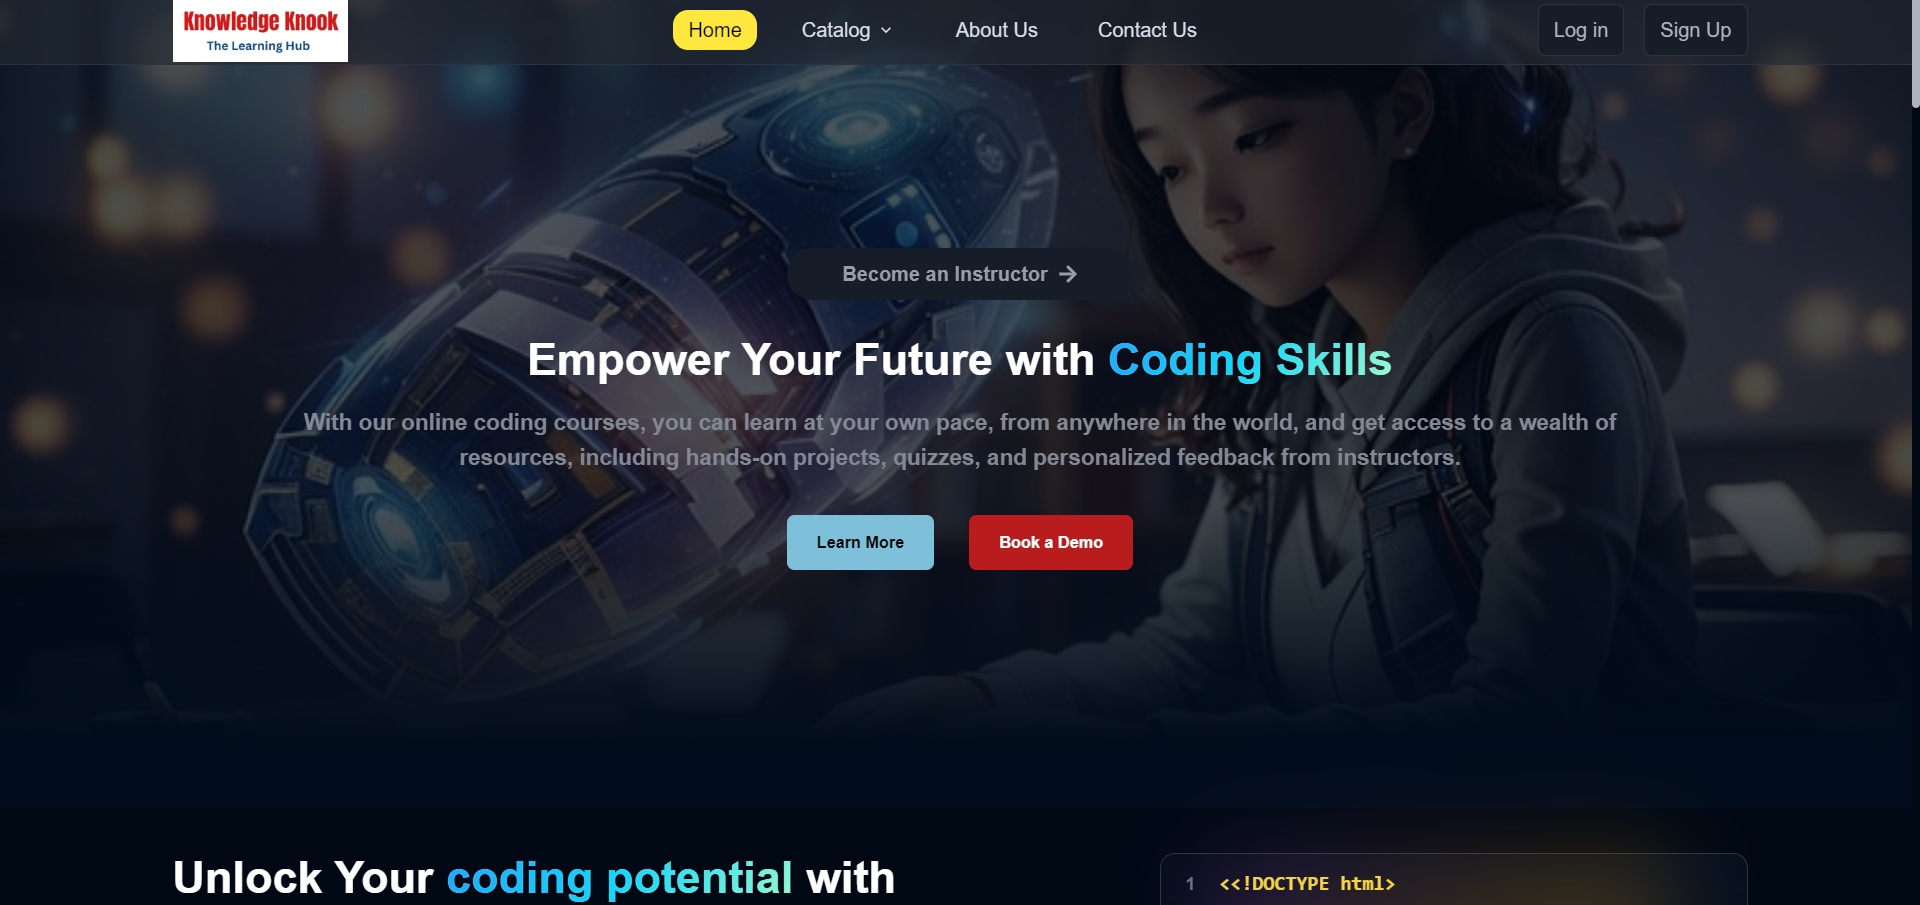 Knowledge Knook
The Learning Hub
Home
Catalog
About Us
Contact Us
Log in
Sign Up
Become an Instructor
Empower Your Future with Coding Skills
With our online coding courses, you can learn at your own pace, from anywhere in the world, and get access to a wealth of
resources, including hands-on projects, quizzes, and personalized feedback from instructors.
Learn More
Book a Demo
Unlock Your coding potential with
1 <<!DOCTYPE html>